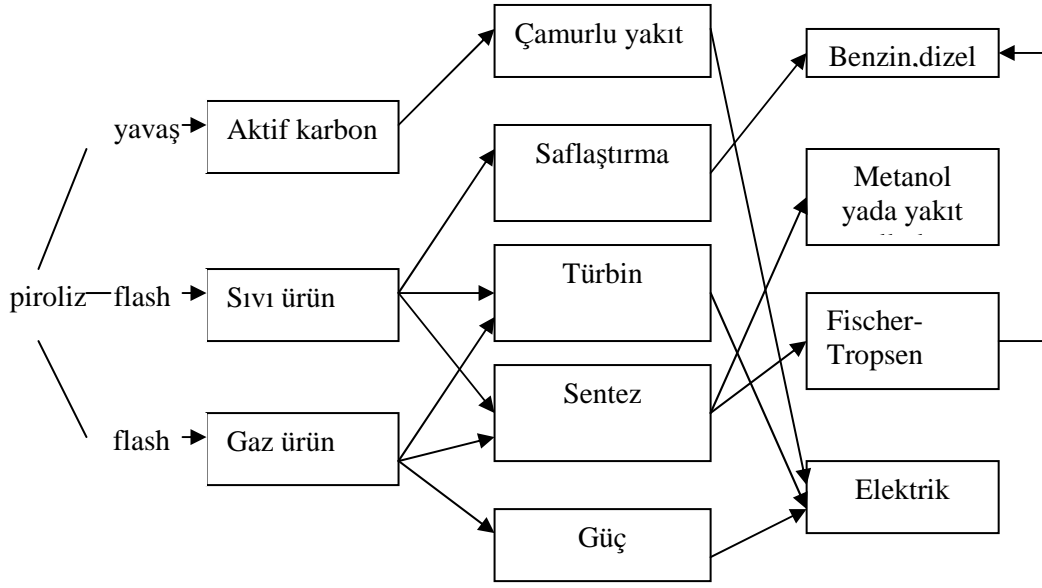 Çamurlu yakıt
Benzin,dizel
yavaş
Aktif karbon
Saflaştırma
Metanol
yada yakıt
piroliz
flash
Sıvı ürün
Türbin
Fischer-
Tropsen
Sentez
flash
Gaz ürün
Elektrik
Güç